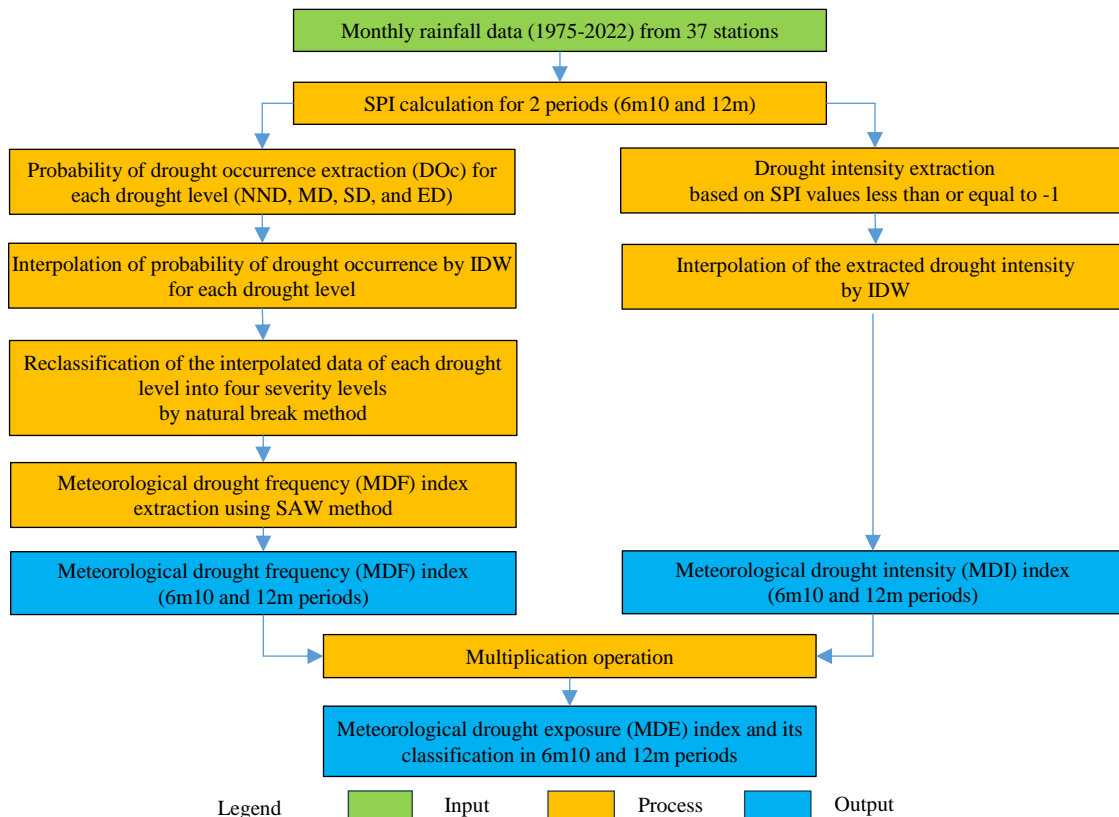 Monthly rainfall data (1975-2022) from 37 stations
SPI calculation for 2 periods (6m10 and 12m)
Probability of drought occurrence extraction (DOc) for
each drought level (NND, MD, SD, and ED)
Drought intensity extraction
based on SPI values less than or equal to -1
Interpolation of probability of drought occurrence by IDW
for each drought level
Interpolation of the extracted drought intensity
by IDW
Reclassification of the interpolated data of each drought
level into four severity levels
by natural break method
Meteorological drought frequency (MDF) index
extraction using SAW method
Meteorological drought frequency (MDF) index
(6m10 and 12m periods)
Meteorological drought intensity (MDI) index
(6m10 and 12m periods)
Multiplication operation
Meteorological drought exposure (MDE) index and its
classification in 6m10 and 12m periods
Legend Input Process Output